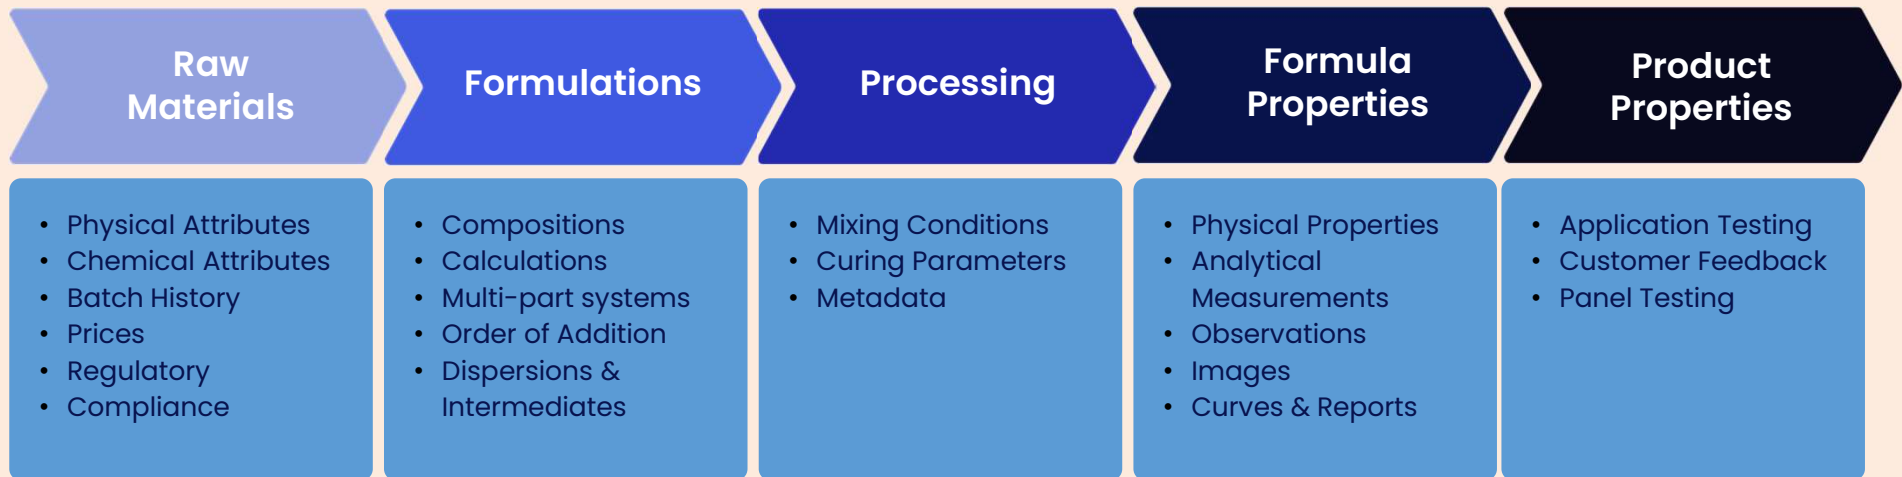 Raw
Materials
Formulations
Processing
Formula
Properties
Product
Properties
• Physical Attributes
• Chemical Attributes
• Batch History
• Prices
• Regulatory
• Compliance
• Compositions
• Calculations
• Multi-part systems
• Order of Addition
• Dispersions &
Intermediates
• Mixing Conditions
• Curing Parameters
• Metadata
• Physical Properties
• Analytical
Measurements
• Observations
• Images
• Curves & Reports
• Application Testing
• Customer Feedback
• Panel Testing